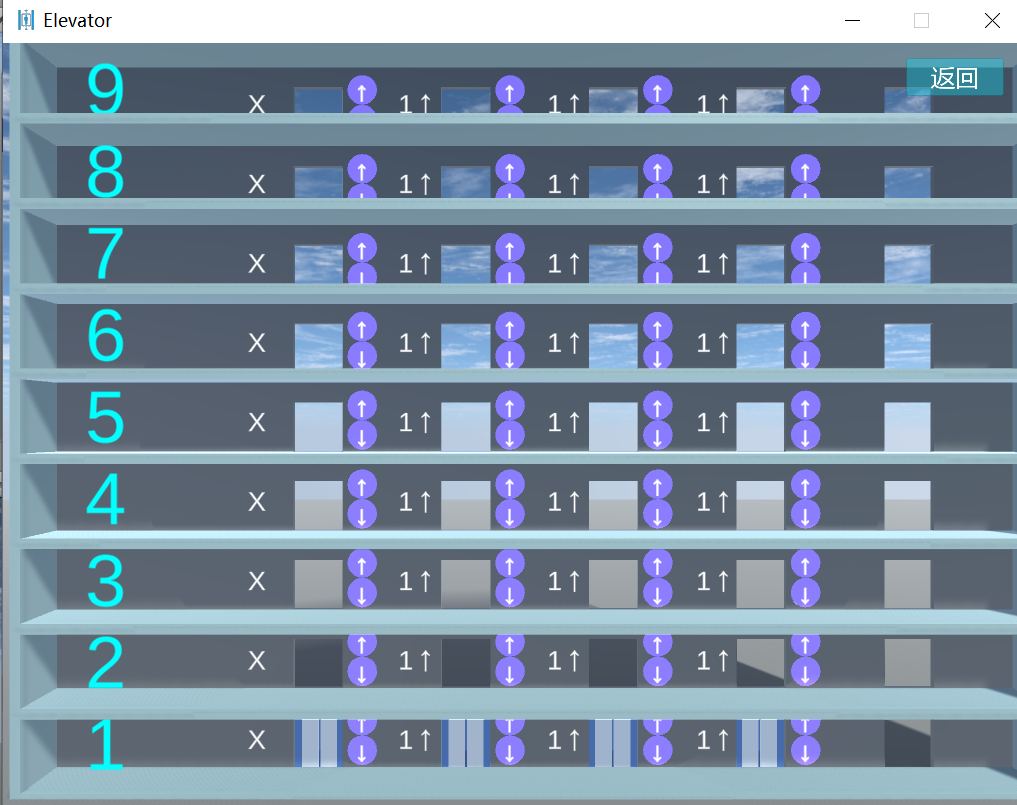 Elevator
返回
9 X ↑ 1↑ ↑ 1↑ ↑ 1↑ ↑
8 X ↑ ↓ 1↑ ↑ ↓ 1↑ ↑ ↓ 1↑ ↑ ↓
7 X ↑ ↓ 1↑ ↑ ↓ 1↑ ↑ ↓ 1↑ ↑ ↓
6 X ↑ ↓ 1↑ ↑ ↓ 1↑ ↑ ↓ 1↑ ↑ ↓
5 X ↑ ↓ 1↑ ↑ ↓ 1↑ ↑ ↓ 1↑ ↑ ↓
4 X ↑ ↓ 1↑ ↑ ↓ 1↑ ↑ ↓ 1↑ ↑ ↓
3 X ↑ ↓ 1↑ ↑ ↓ 1↑ ↑ ↓ 1↑ ↑ ↓
2 X ↑ ↓ 1↑ ↑ ↓ 1↑ ↑ ↓ 1↑ ↑ ↓
1 X ↑ ↓ 1↑ ↑ ↓ 1↑ ↑ ↓ 1↑ ↑ ↓